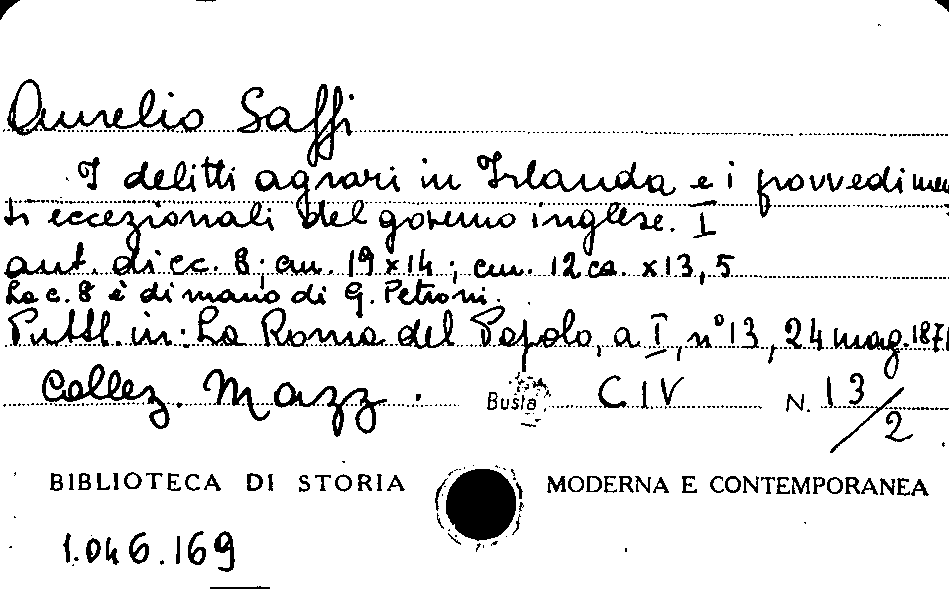 Aurelio Saffi
I delitti agrari in Irlanda e i provvedimen
ti eccezionali del governo inglese. I
aut. di cc. 8; cm. 19x14; cm. 12 ca. x13,5
La c. 8 è di mano di G. Petroni.
Pubbl. in: La Roma del Popolo, a I, n° 13, 24 mag. 1871
Collez. Mazz. Busta CIV N. 13/2
BIBLIOTECA DI STORIA MODERNA E CONTEMPORANEA
1.046.169